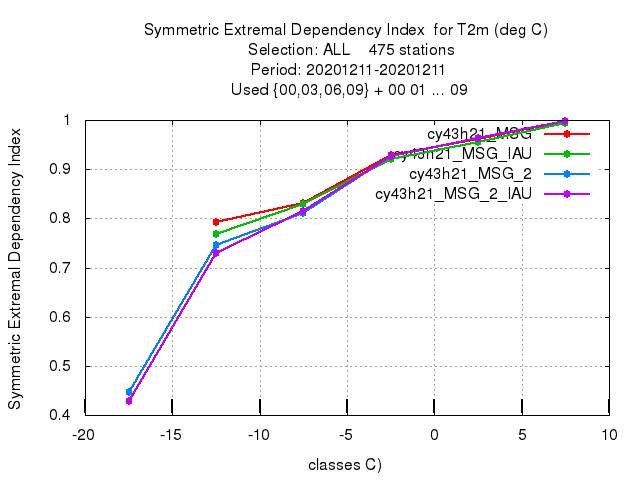 Symmetric Extremal Dependency Index for T2m (deg C)
Selection: ALL 475 stations
Period: 20201211-20201211
Used {00,03,06,09} + 00 01 ... 09
Symmetric Extremal Dependency Index
1
0.9
0.8
0.7
0.6
0.5
0.4
cy43h21_MSG
cy43h21_MSG_IAU
cy43h21_MSG_2
cy43h21_MSG_2_IAU
-20 -15 -10 -5 0 5 10
classes C)